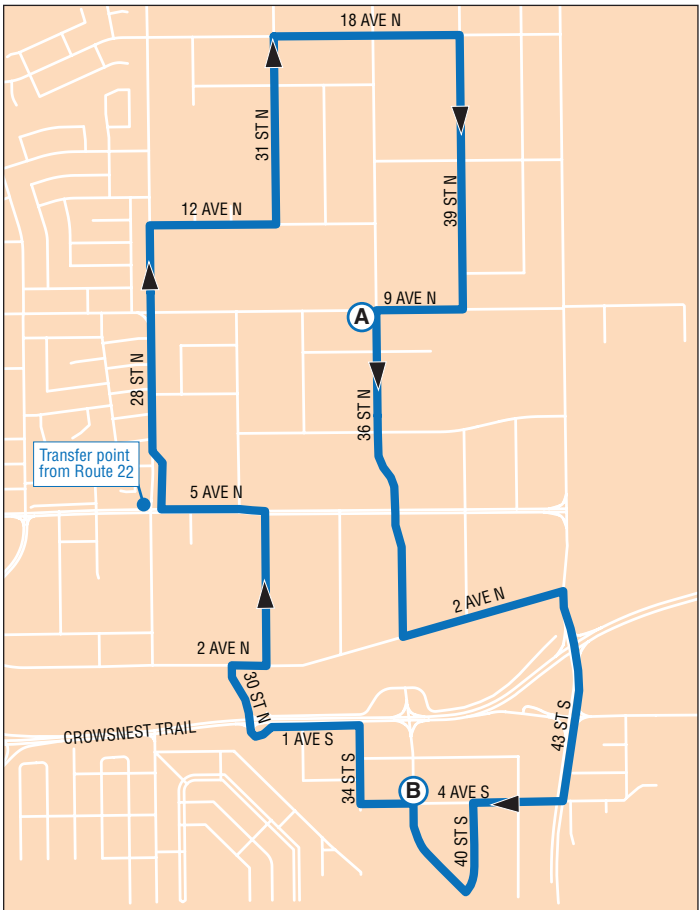 18 AVE N
31 ST N
39 ST N
12 AVE N
9 AVE N
A
28 ST N
36 ST N
Transfer point
from Route 22
5 AVE N
2 AVE N
2 AVE N
30 ST N
CROWSNEST TRAIL
1 AVE S
43 ST S
34 ST S
B
4 AVE S
40 ST S